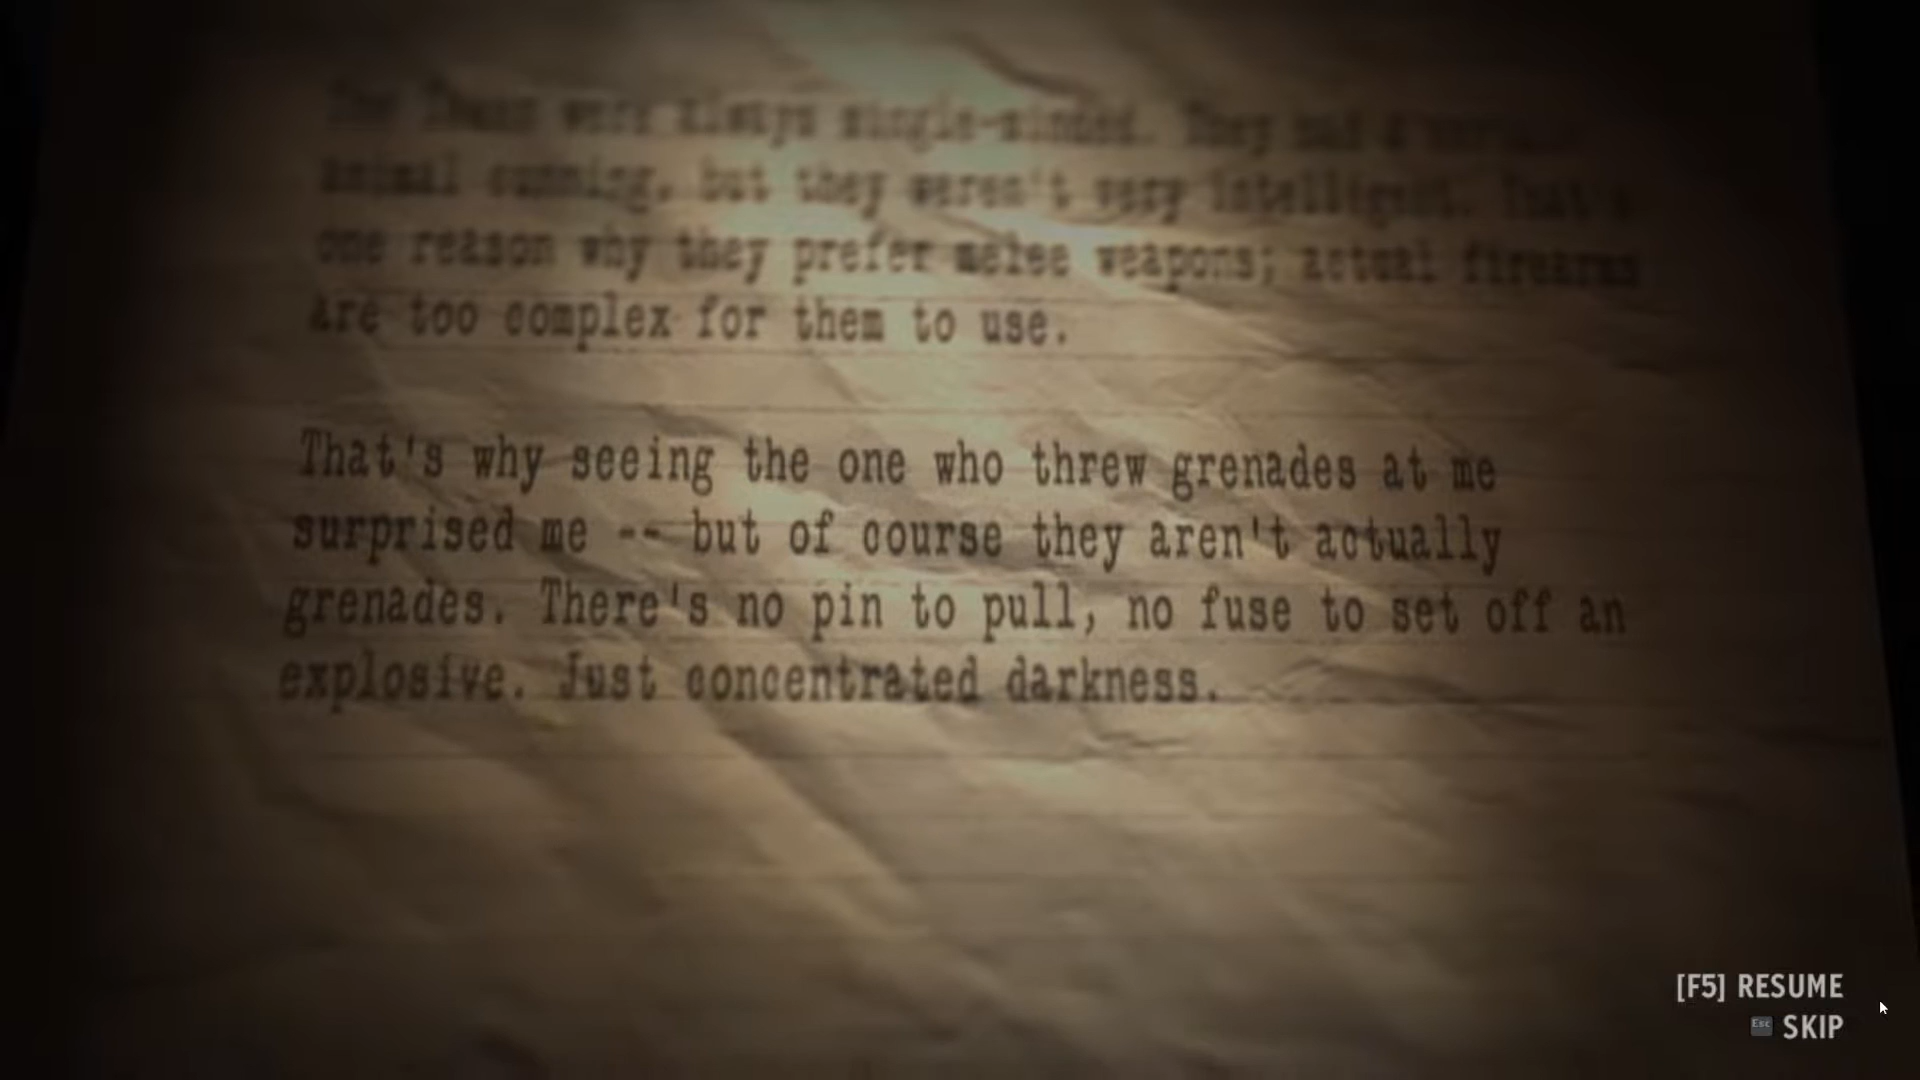 The Taken were always single-minded. They had a
animal cunning, but they weren't very intelligent. That's
one reason why they prefer melee weapons; actual firearms
are too complex for them to use.
That's why seeing the one who threw grenades at me
surprised me -- but of course they aren't actually
grenades. There's no pin to pull, no fuse to set off an
explosive. Just concentrated darkness.
[F5] RESUME
Esc SKIP